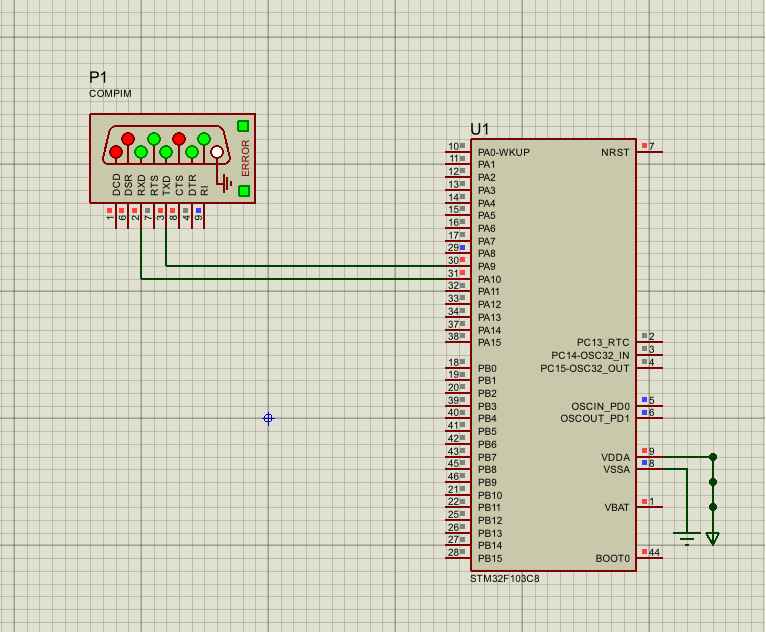 P1
COMPIM
ERROR
DCD
DSR
RXD
RTS
TXD
CTS
DTR
RI
1
6
2
7
3
8
4
9
U1
10 PA0-WKUP NRST 7
11 PA1
12 PA2
13 PA3
14 PA4
15 PA5
16 PA6
17 PA7
29 PA8
30 PA9
31 PA10
32 PA11
33 PA12
34 PA13
37 PA14
38 PA15 PC13_RTC 2
PC14-OSC32_IN 3
18 PB0 PC15-OSC32_OUT 4
19 PB1
20 PB2
39 PB3 OSCIN_PD0 5
40 PB4 OSCOUT_PD1 6
41 PB5
42 PB6
43 PB7 VDDA 9
45 PB8 VSSA 8
46 PB9
21 PB10
22 PB11 VBAT 1
25 PB12
26 PB13
27 PB14
28 PB15 BOOT0 44
STM32F103C8